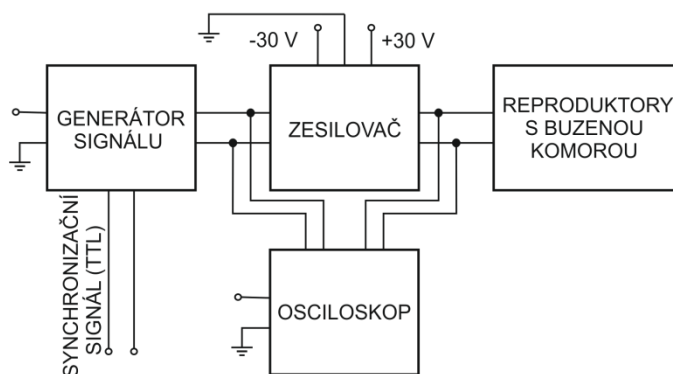 -30 V
+30 V
GENERÁTOR
SIGNÁLU
ZESILOVAČ
REPRODUKTORY
S BUZENOU
KOMOROU
SYNCHRONIZAČNÍ
SIGNÁL (TTL)
OSCILOSKOP